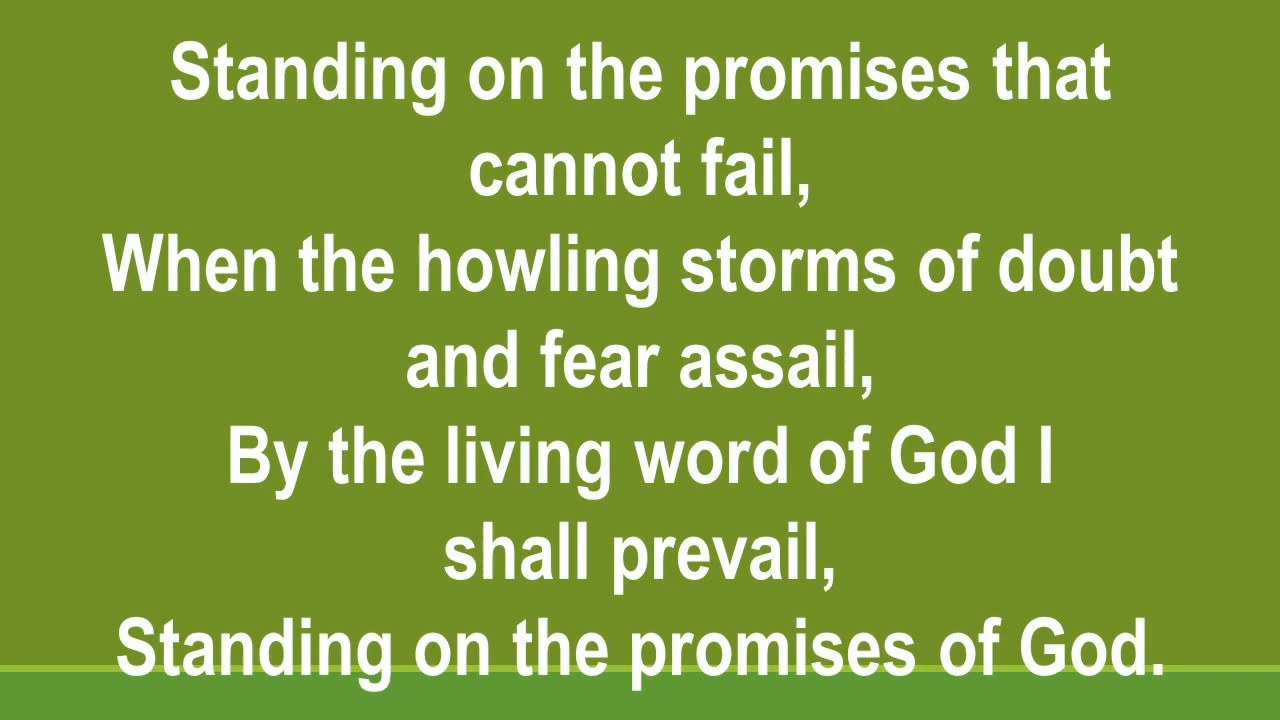 Standing on the promises that
cannot fail,
When the howling storms of doubt
and fear assail,
By the living word of God I
shall prevail,
Standing on the promises of God.